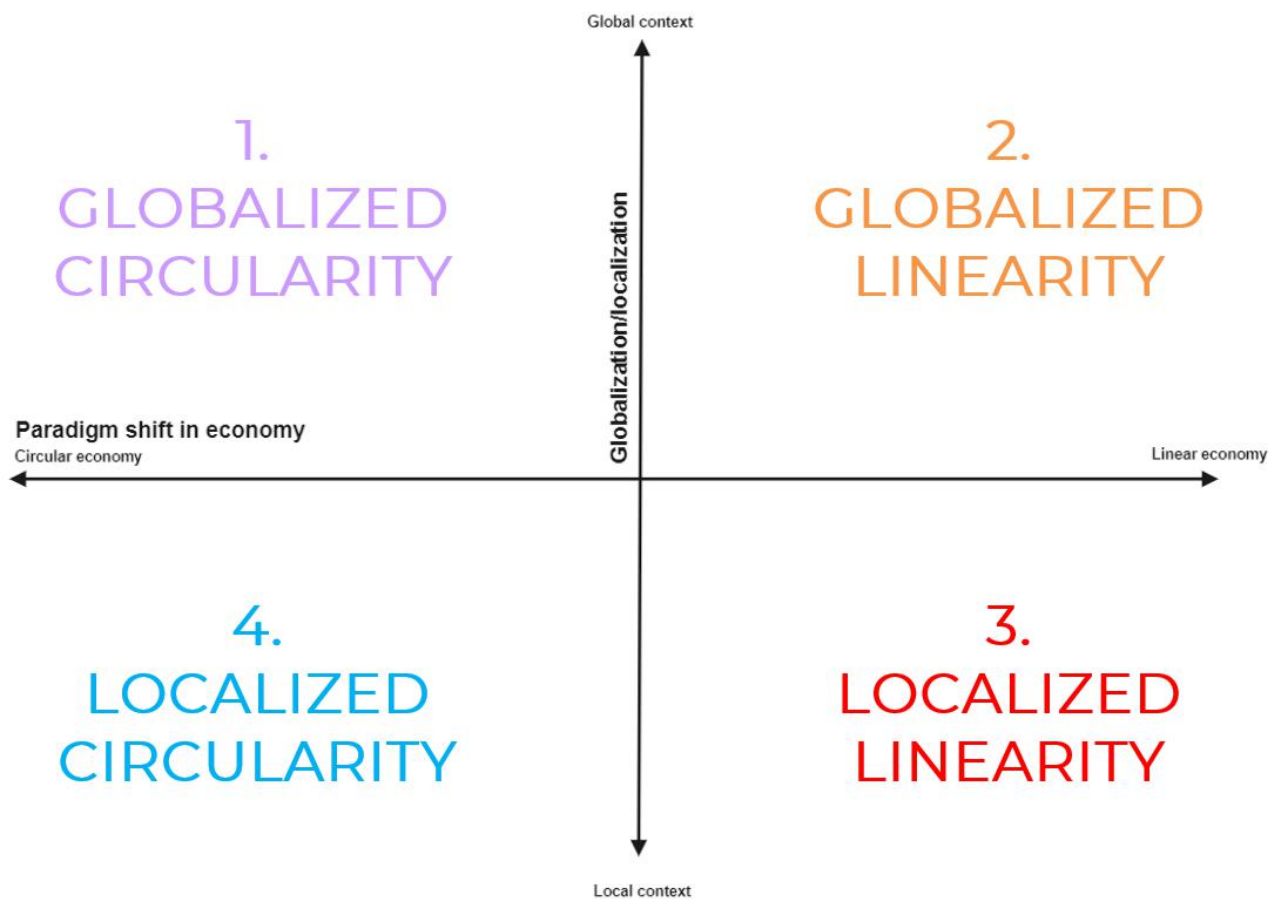 Global context
1.
GLOBALIZED
CIRCULARITY
2.
GLOBALIZED
LINEARITY
Globalization/localization
Paradigm shift in economy
Circular economy
Linear economy
4.
LOCALIZED
CIRCULARITY
3.
LOCALIZED
LINEARITY
Local context